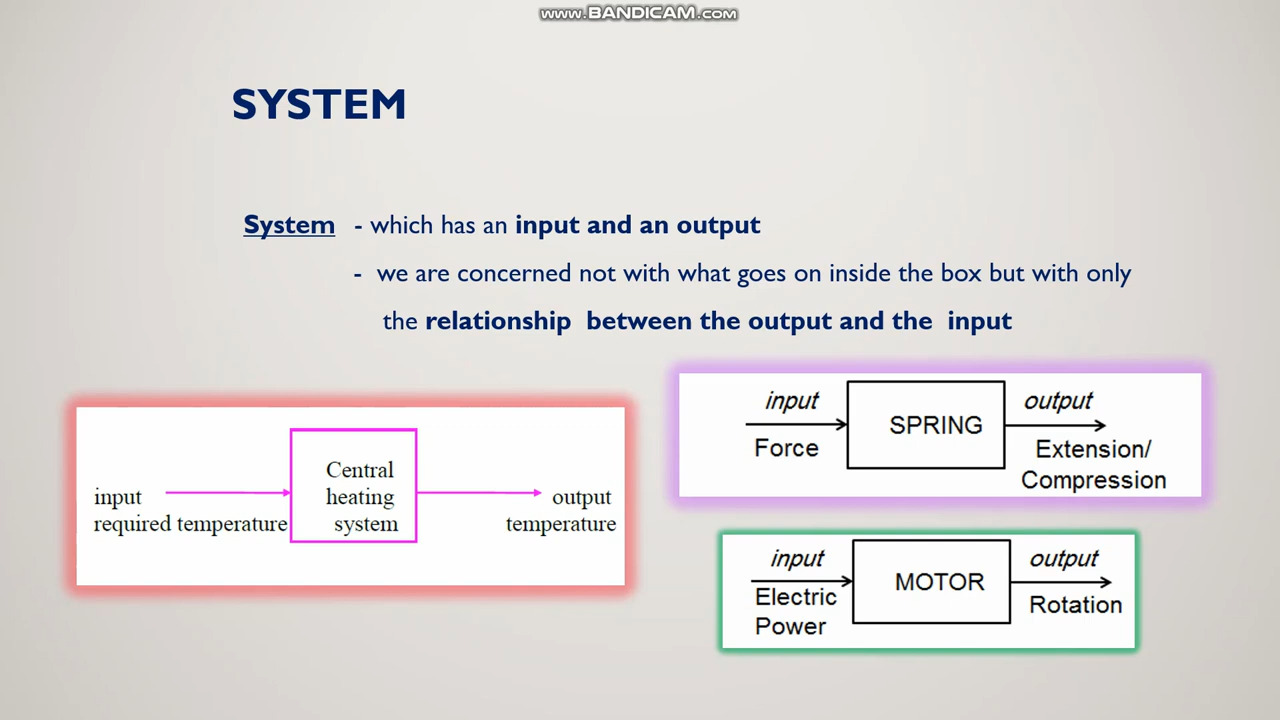 www.BANDICAM.com
SYSTEM
System - which has an input and an output
- we are concerned not with what goes on inside the box but with only
the relationship between the output and the input
input
required temperature
Central
heating
system
output
temperature
input
Force
SPRING
output
Extension/
Compression
input
Electric
Power
MOTOR
output
Rotation